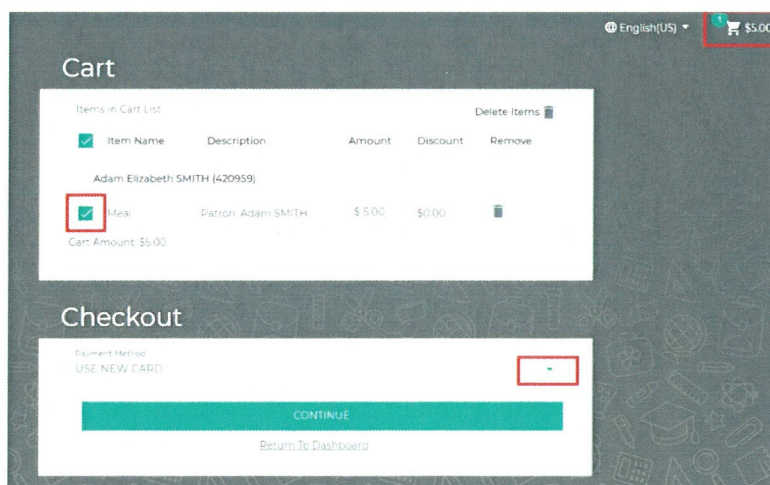 English(US)
1
$5.00
Cart
Items in Cart List
Delete Items
Item Name Description Amount Discount Remove
Adam Elizabeth SMITH (420959)
Meal Patron: Adam SMITH $ 5.00 $0.00
Cart Amount: $5.00
Checkout
Payment Method
USE NEW CARD
CONTINUE
Return To Dashboard